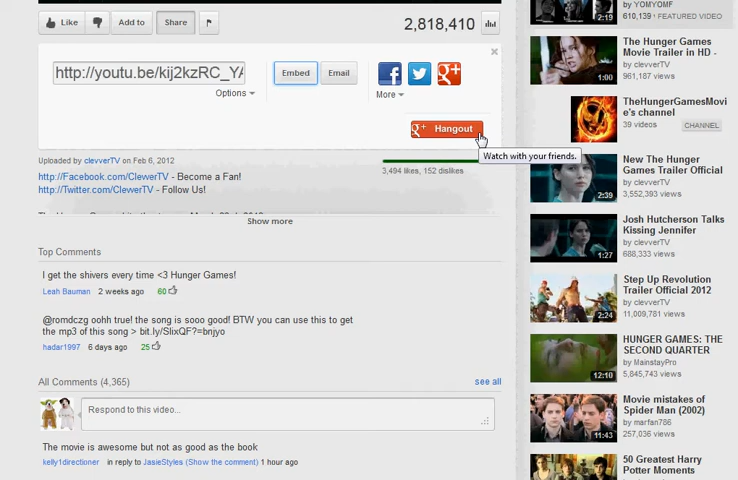 Like
Add to
Share
2,818,410
http://youtu.be/kij2kzRC_YA
Embed
Email
Options
More
Hangout
Watch with your friends.
Uploaded by clevverTV on Feb 6, 2012
3,494 likes, 152 dislikes
http://Facebook.com/ClevverTV - Become a Fan!
http://Twitter.com/ClevverTV - Follow Us!
Show more
Top Comments
I get the shivers every time <3 Hunger Games!
Leah Bauman 2 weeks ago 60
@romdczg oohh true! the song is sooo good! BTW you can use this to get
the mp3 of this song > bit.ly/SlixQF?=bnjyo
hadar1997 6 days ago 25
All Comments (4,365)
see all
Respond to this video...
The movie is awesome but not as good as the book
kelly1directioner in reply to JasieStyles (Show the comment) 1 hour ago
2:19
by YOMYOMF
610,139 FEATURED VIDEO
1:00
The Hunger Games
Movie Trailer in HD -
by clevverTV
961,187 views
TheHungerGamesMovi
e's channel
39 videos CHANNEL
2:39
New The Hunger
Games Trailer Official
by clevverTV
3,552,393 views
1:27
Josh Hutcherson Talks
Kissing Jennifer
by clevverTV
688,333 views
2:24
Step Up Revolution
Trailer Official 2012
by clevverTV
11,009,781 views
12:10
HUNGER GAMES: THE
SECOND QUARTER
by MainstayPro
5,845,743 views
11:43
Movie mistakes of
Spider Man (2002)
by marfan786
257,036 views
50 Greatest Harry
Potter Moments